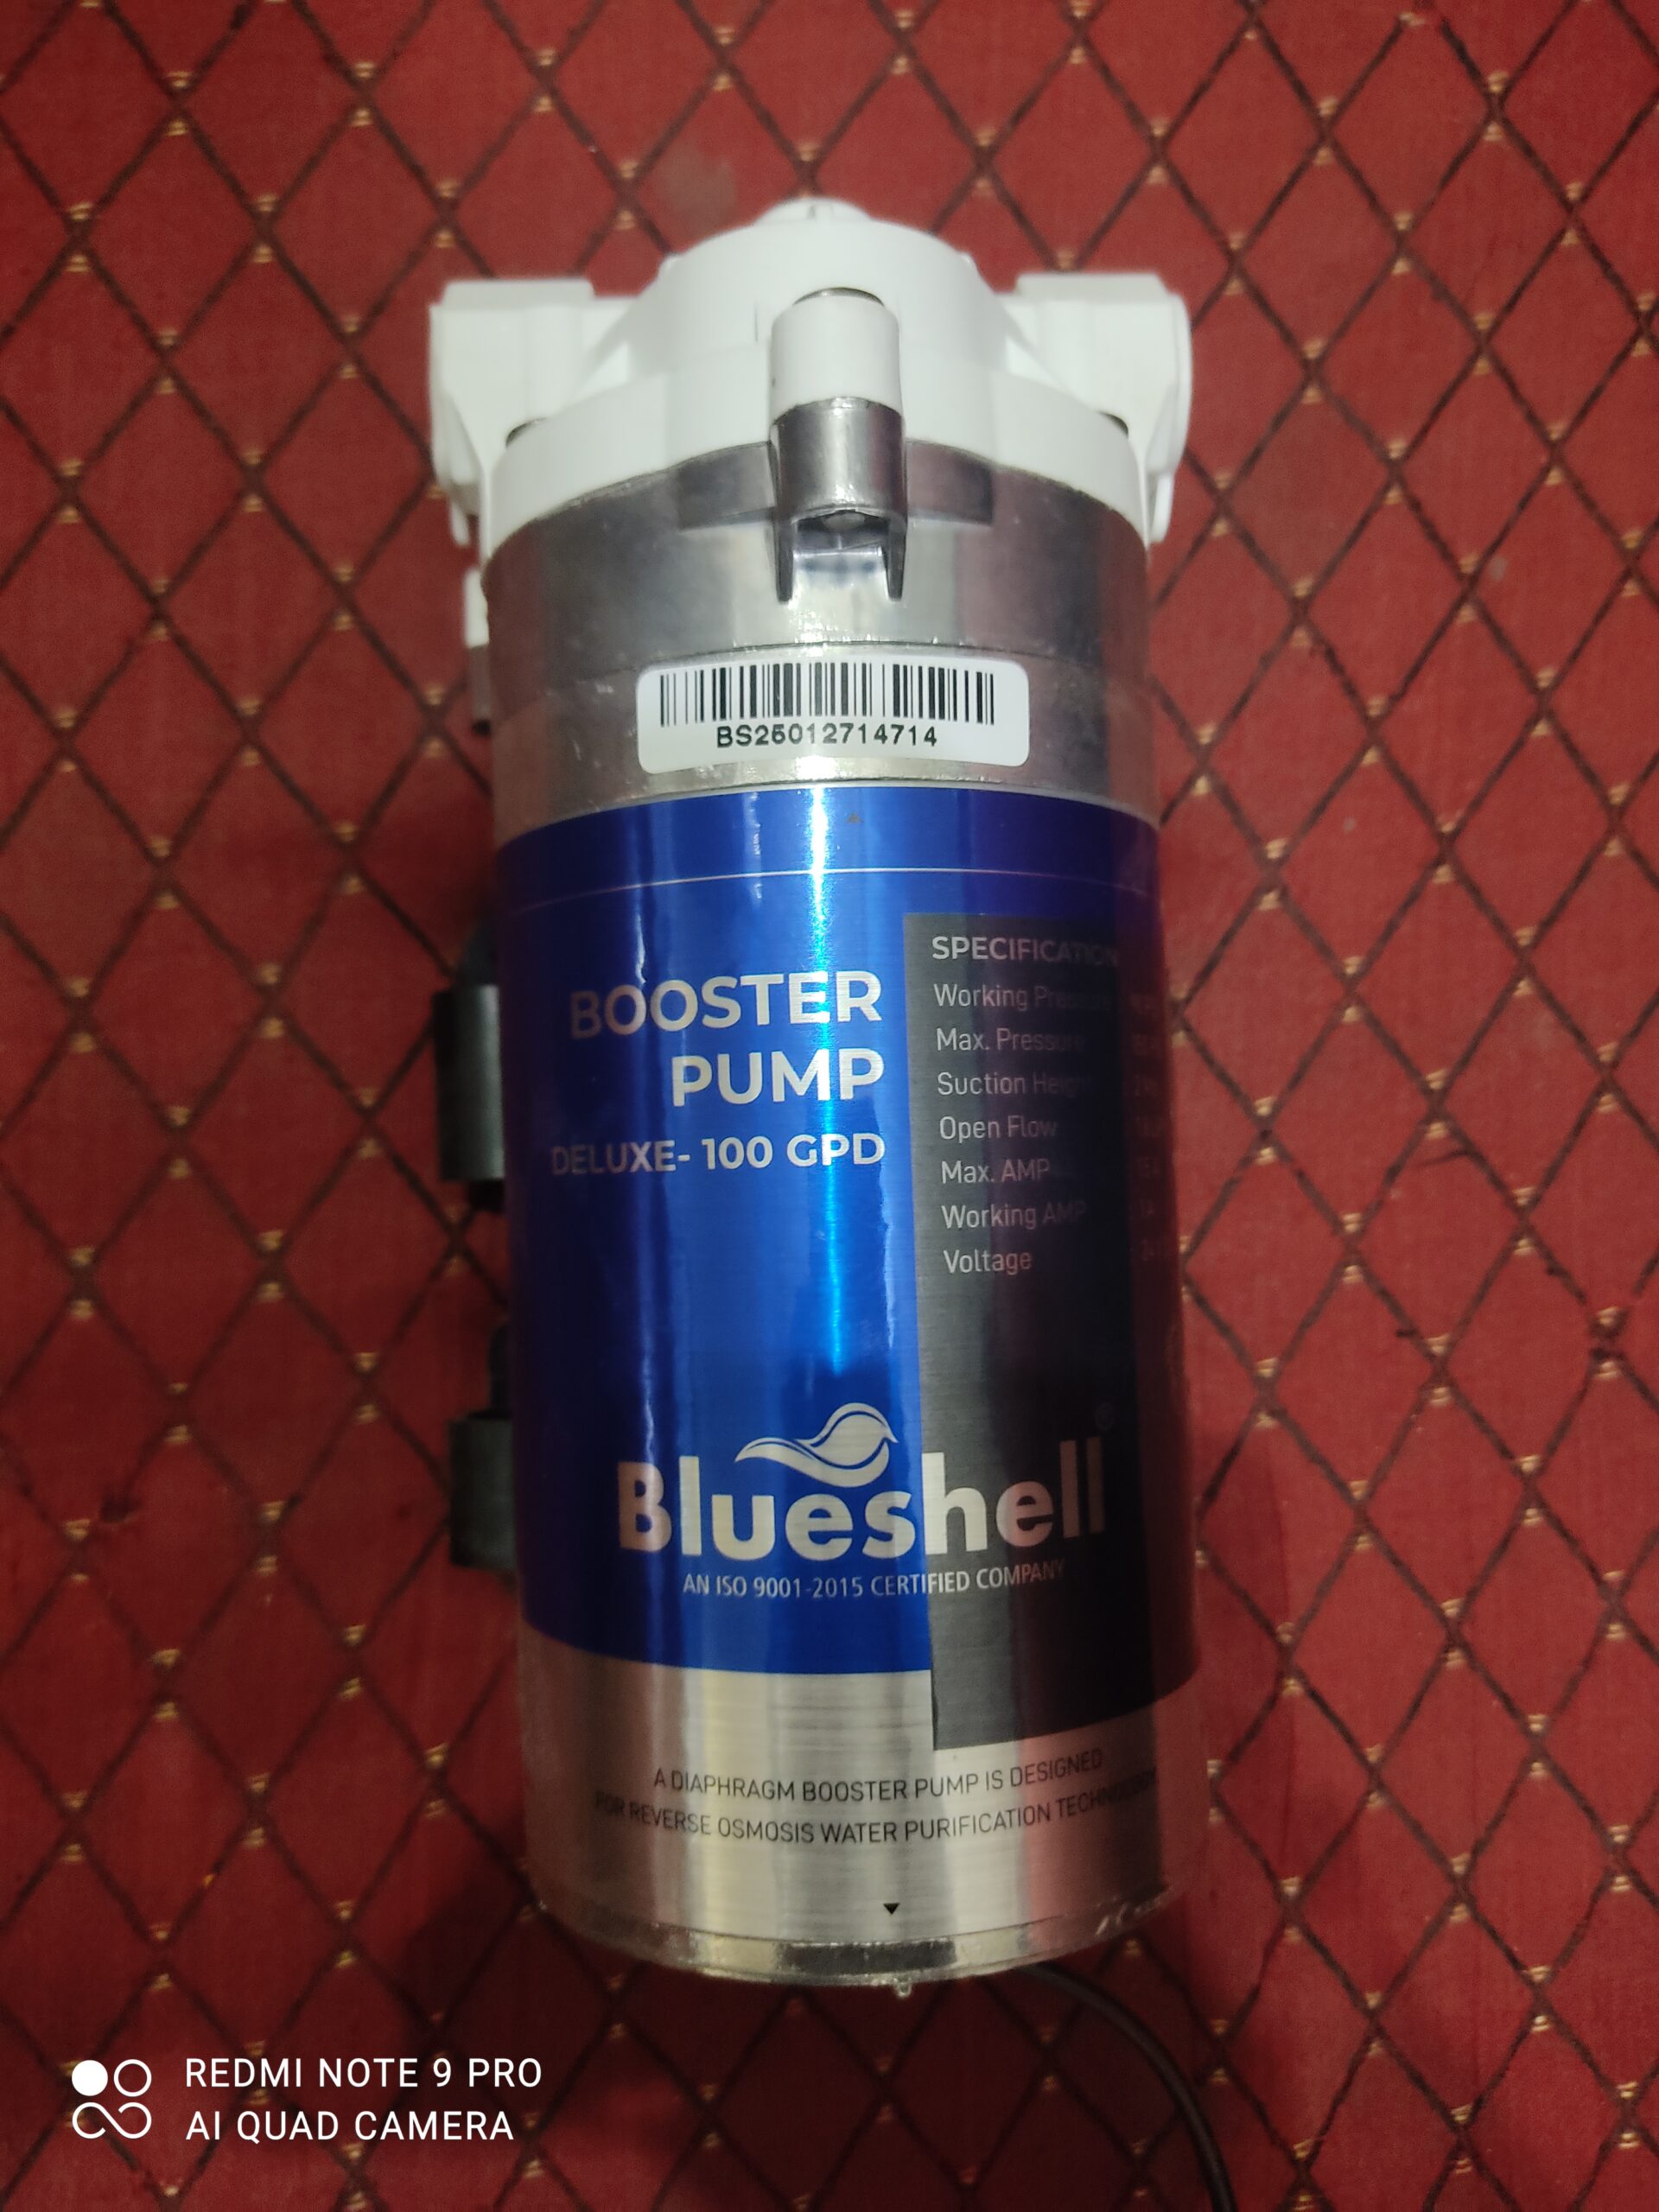 BS25012714714
BOOSTER
PUMP
DELUXE- 100 GPD
SPECIFICATION
Working Pressure
Max. Pressure
Suction Height
Open Flow
Max. AMP
Working AMP
Voltage
Blueshell
AN ISO 9001-2015 CERTIFIED COMPANY
A DIAPHRAGM BOOSTER PUMP IS DESIGNED
FOR REVERSE OSMOSIS WATER PURIFICATION TECHNOLOGY
REDMI NOTE 9 PRO
AI QUAD CAMERA